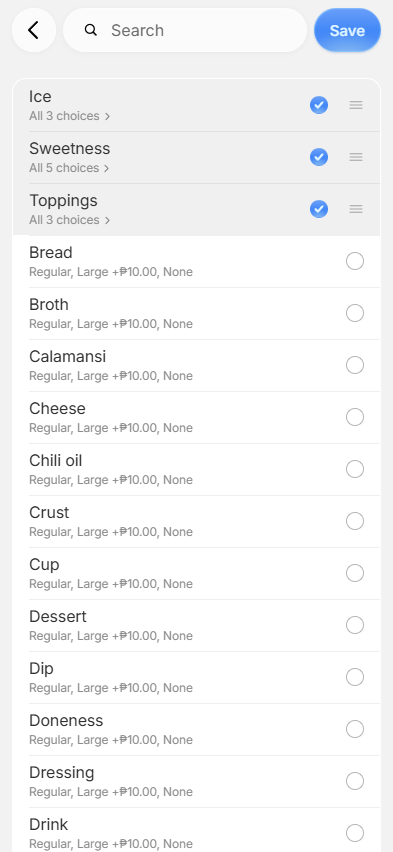 Search
Save
Ice
All 3 choices >
Sweetness
All 5 choices >
Toppings
All 3 choices >
Bread
Regular, Large +₱10.00, None
Broth
Regular, Large +₱10.00, None
Calamansi
Regular, Large +₱10.00, None
Cheese
Regular, Large +₱10.00, None
Chili oil
Regular, Large +₱10.00, None
Crust
Regular, Large +₱10.00, None
Cup
Regular, Large +₱10.00, None
Dessert
Regular, Large +₱10.00, None
Dip
Regular, Large +₱10.00, None
Doneness
Regular, Large +₱10.00, None
Dressing
Regular, Large +₱10.00, None
Drink
Regular, Large +₱10.00, None